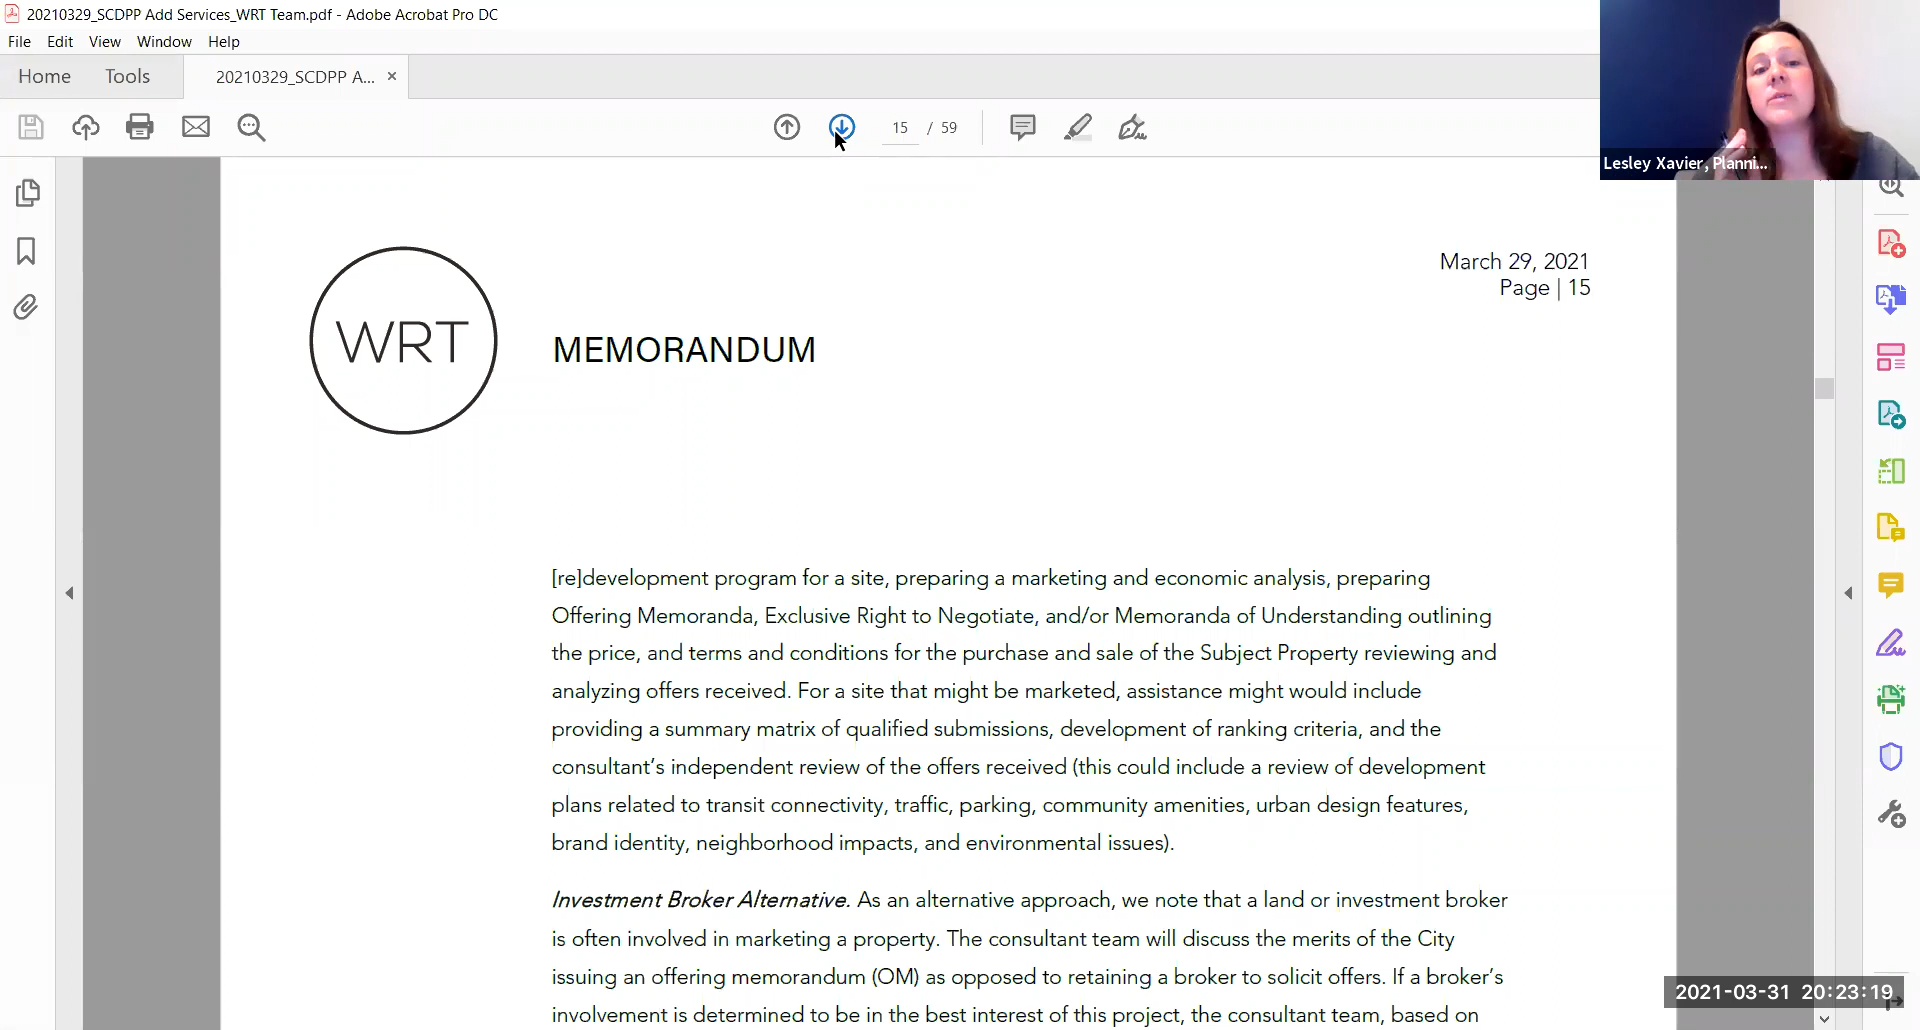 20210329_SCDPP Add Services_WRT Team.pdf - Adobe Acrobat Pro DC
File Edit View Window Help
Home Tools 20210329_SCDPP A... ×
15 / 59
Lesley Xavier, Planni...
March 29, 2021
Page | 15
WRT
MEMORANDUM
[re]development program for a site, preparing a marketing and economic analysis, preparing
Offering Memoranda, Exclusive Right to Negotiate, and/or Memoranda of Understanding outlining
the price, and terms and conditions for the purchase and sale of the Subject Property reviewing and
analyzing offers received. For a site that might be marketed, assistance might would include
providing a summary matrix of qualified submissions, development of ranking criteria, and the
consultant's independent review of the offers received (this could include a review of development
plans related to transit connectivity, traffic, parking, community amenities, urban design features,
brand identity, neighborhood impacts, and environmental issues).
Investment Broker Alternative. As an alternative approach, we note that a land or investment broker
is often involved in marketing a property. The consultant team will discuss the merits of the City
issuing an offering memorandum (OM) as opposed to retaining a broker to solicit offers. If a broker's
involvement is determined to be in the best interest of this project, the consultant team, based on
2021-03-31 20:23:19